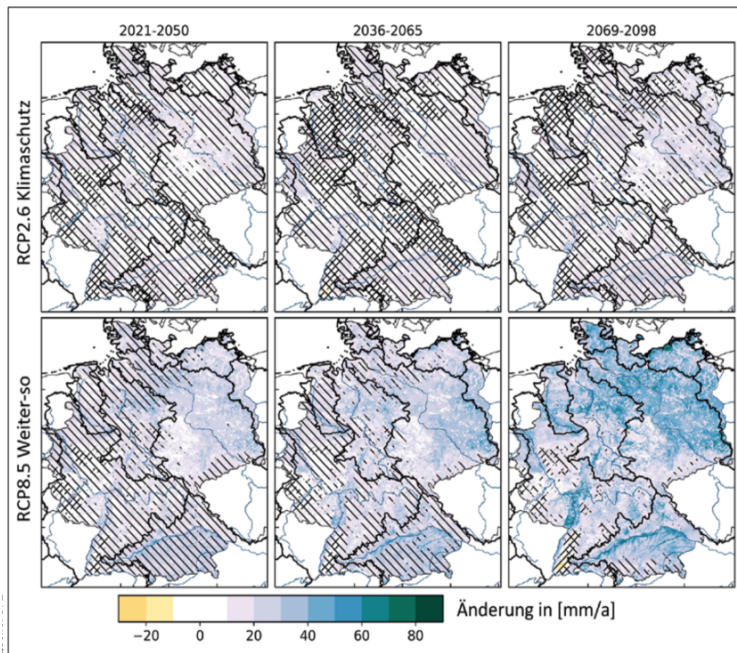 2021-2050 2036-2065 2069-2098
RCP2.6 Klimaschutz
RCP8.5 Weiter-so
−20 0 20 40 60 80
Änderung in [mm/a]